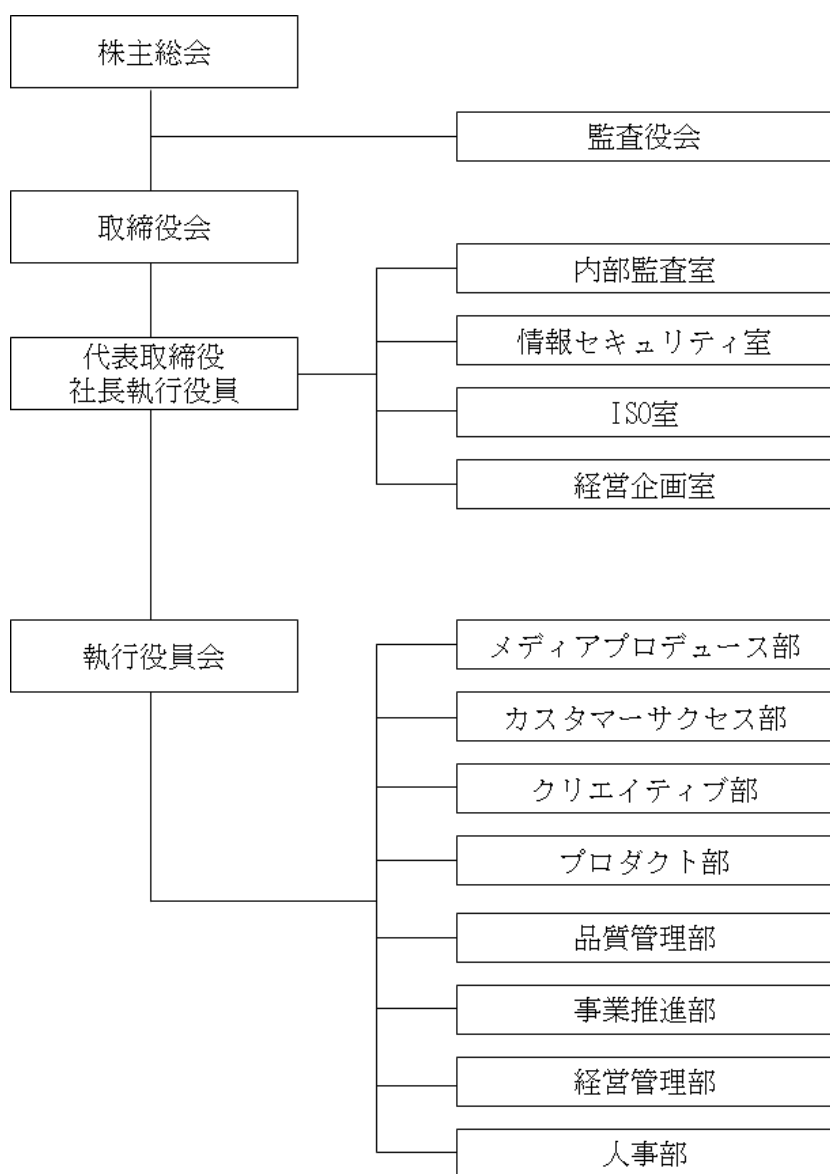 株主総会
監査役会
取締役会
内部監査室
情報セキュリティ室
代表取締役
社長執行役員
ISO室
経営企画室
執行役員会
メディアプロデュース部
カスタマーサクセス部
クリエイティブ部
プロダクト部
品質管理部
事業推進部
経営管理部
人事部